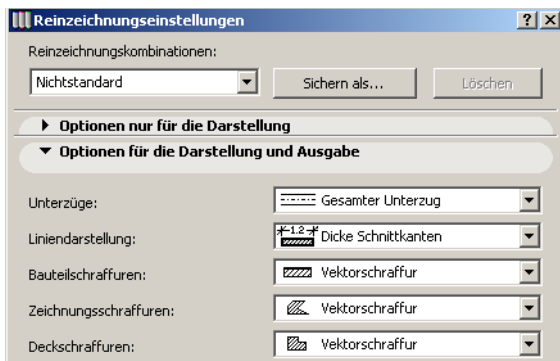 Reinzeichnungseinstellungen
Reinzeichnungskombinationen:
Nichtstandard Sichern als... Löschen
Optionen nur für die Darstellung
Optionen für die Darstellung und Ausgabe
Unterzüge: Gesamter Unterzug
Liniendarstellung: 1.2 Dicke Schnittkanten
Bauteilschraffuren: Vektorschraffur
Zeichnungsschraffuren: Vektorschraffur
Deckschraffuren: Vektorschraffur